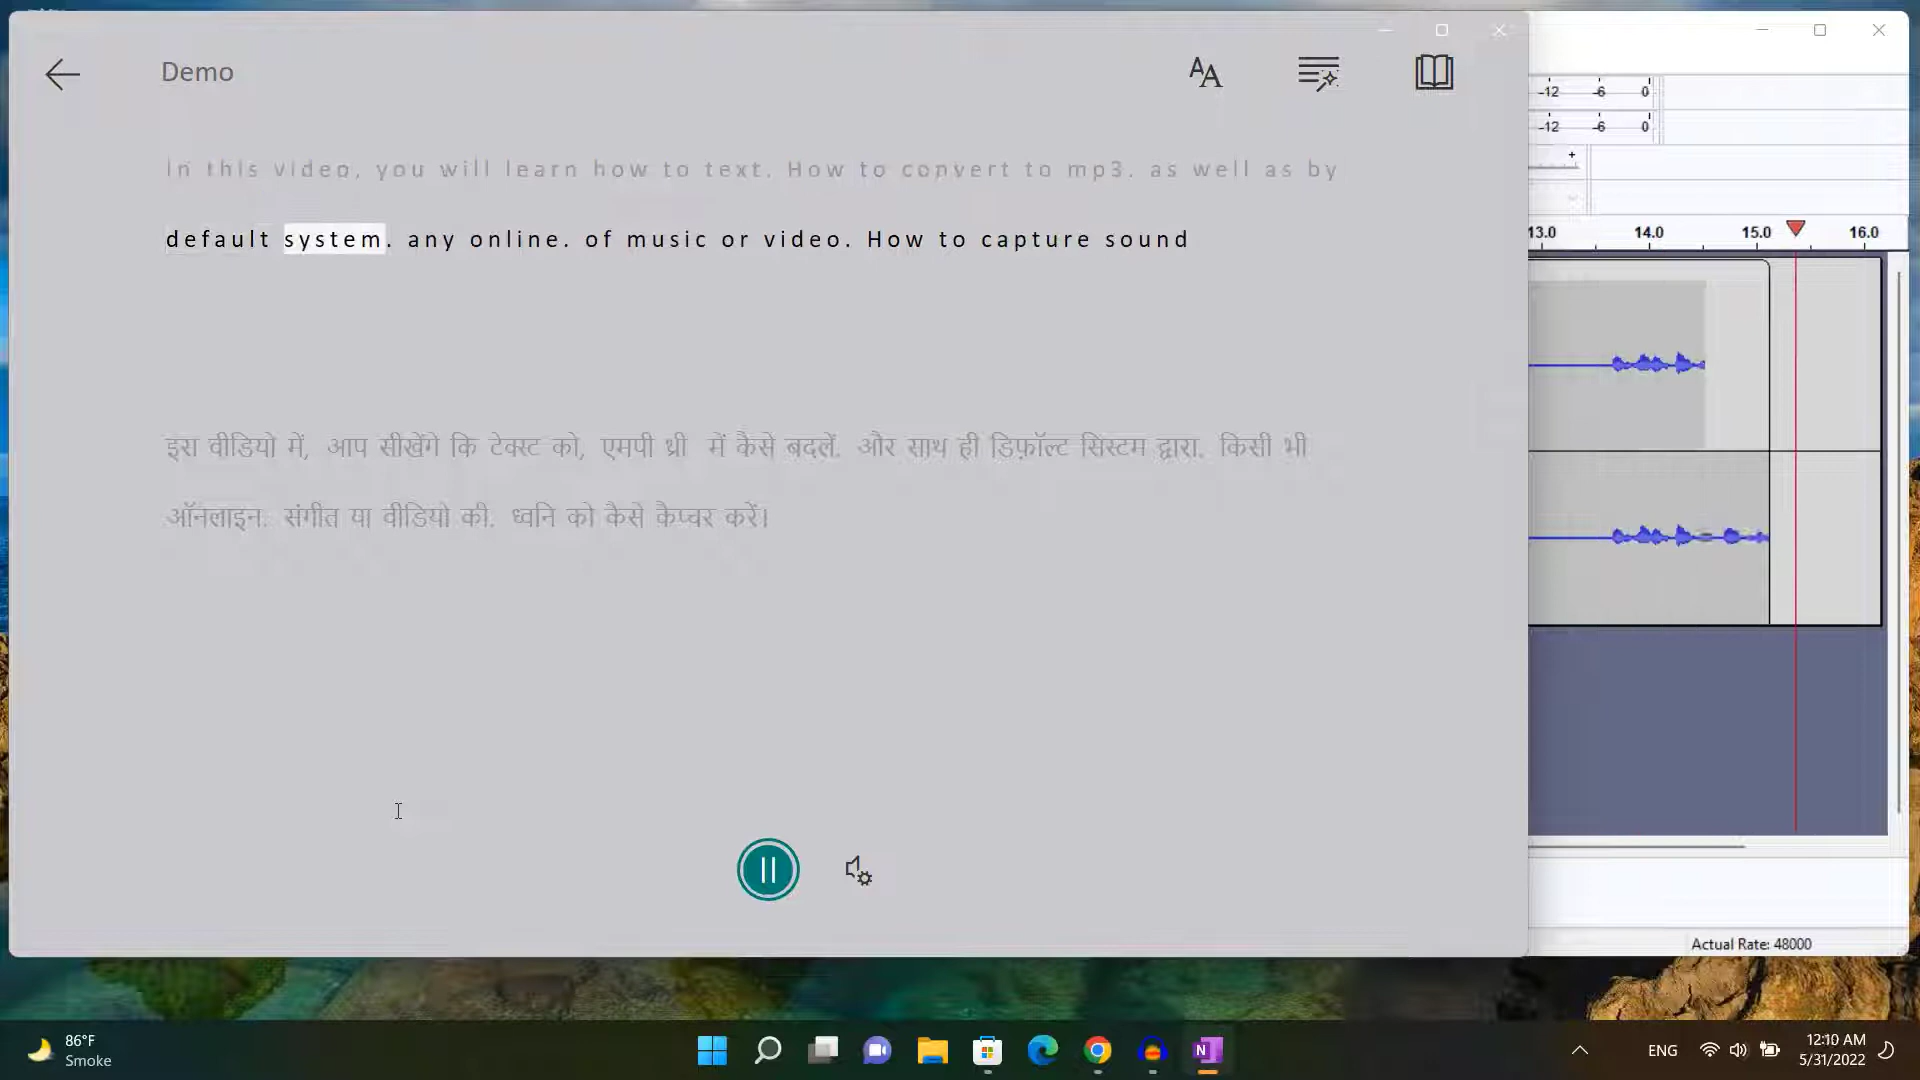 Demo
In this video, you will learn how to text. How to convert to mp3. as well as by
default system. any online. of music or video. How to capture sound
इस वीडियो में, आप सीखेंगे कि टेक्स्ट को, एमपी थ्री में कैसे बदलें. और साथ ही डिफ़ॉल्ट सिस्टम द्वारा. किसी भी
ऑनलाइन. संगीत या वीडियो की. ध्वनि को कैसे कैप्चर करें।
-12 -6 0
-12 -6 0
13.0 14.0 15.0 16.0
Actual Rate: 48000
86°F
Smoke
ENG
12:10 AM
5/31/2022